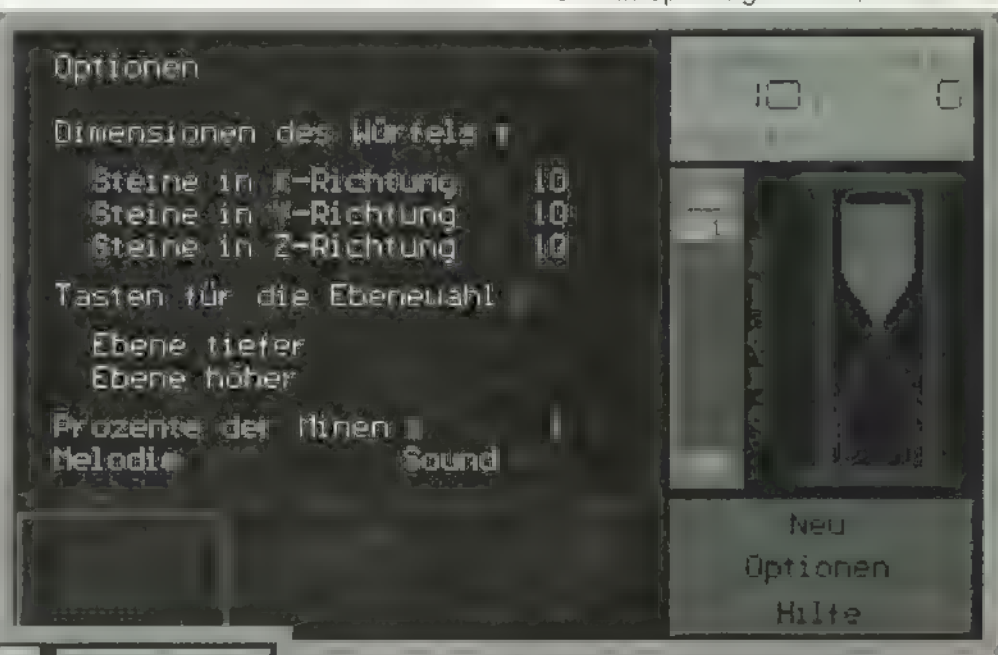 Optionen
Dimensionen des Würfels :
Steine in X-Richtung 10
Steine in Y-Richtung 10
Steine in Z-Richtung 10
Tasten für die Ebenewahl :
Ebene tiefer
Ebene höher
Prozente der Minen :
Melodie Sound
10
Neu
Optionen
Hilfe